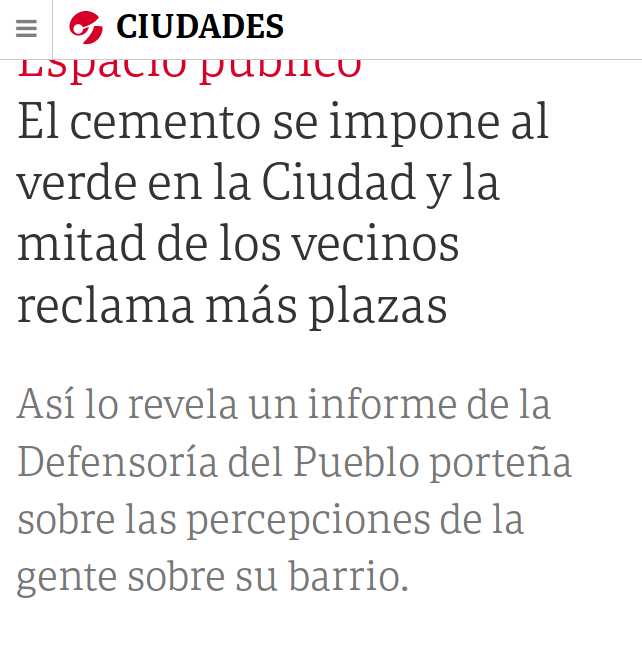 CIUDADES
Espacio público
El cemento se impone al
verde en la Ciudad y la
mitad de los vecinos
reclama más plazas
Así lo revela un informe de la
Defensoría del Pueblo porteña
sobre las percepciones de la
gente sobre su barrio.